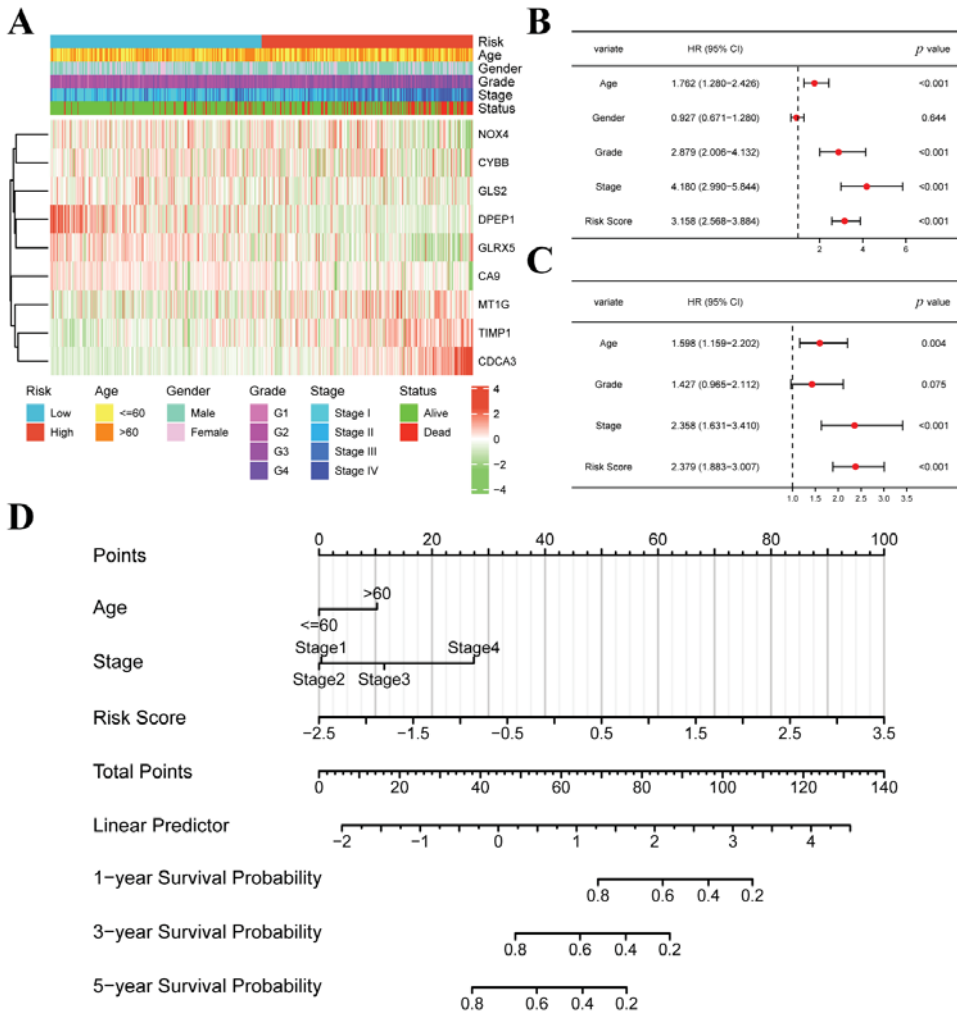 A
Risk
Age
Gender
Grade
Stage
Status
NOX4
CYBB
GLS2
DPEP1
GLRX5
CA9
MT1G
TIMP1
CDCA3
Risk Age Gender Grade Stage Status
Low <=60 Male G1 Stage I Alive
High >60 Female G2 Stage II Dead
G3 Stage III
G4 Stage IV
4
2
0
−2
−4
B
variate HR (95% CI) p value
Age 1.762 (1.280−2.426) <0.001
Gender 0.927 (0.671−1.280) 0.644
Grade 2.879 (2.006−4.132) <0.001
Stage 4.180 (2.990−5.844) <0.001
Risk Score 3.158 (2.568−3.884) <0.001
2 4 6
C
variate HR (95% CI) p value
Age 1.598 (1.159−2.202) 0.004
Grade 1.427 (0.965−2.112) 0.075
Stage 2.358 (1.631−3.410) <0.001
Risk Score 2.379 (1.883−3.007) <0.001
1.0 1.5 2.0 2.5 3.0 3.5
D
Points 0 20 40 60 80 100
Age <=60 >60
Stage Stage1 Stage4
Stage2 Stage3
Risk Score −2.5 −1.5 −0.5 0.5 1.5 2.5 3.5
Total Points 0 20 40 60 80 100 120 140
Linear Predictor −2 −1 0 1 2 3 4
1−year Survival Probability 0.8 0.6 0.4 0.2
3−year Survival Probability 0.8 0.6 0.4 0.2
5−year Survival Probability 0.8 0.6 0.4 0.2